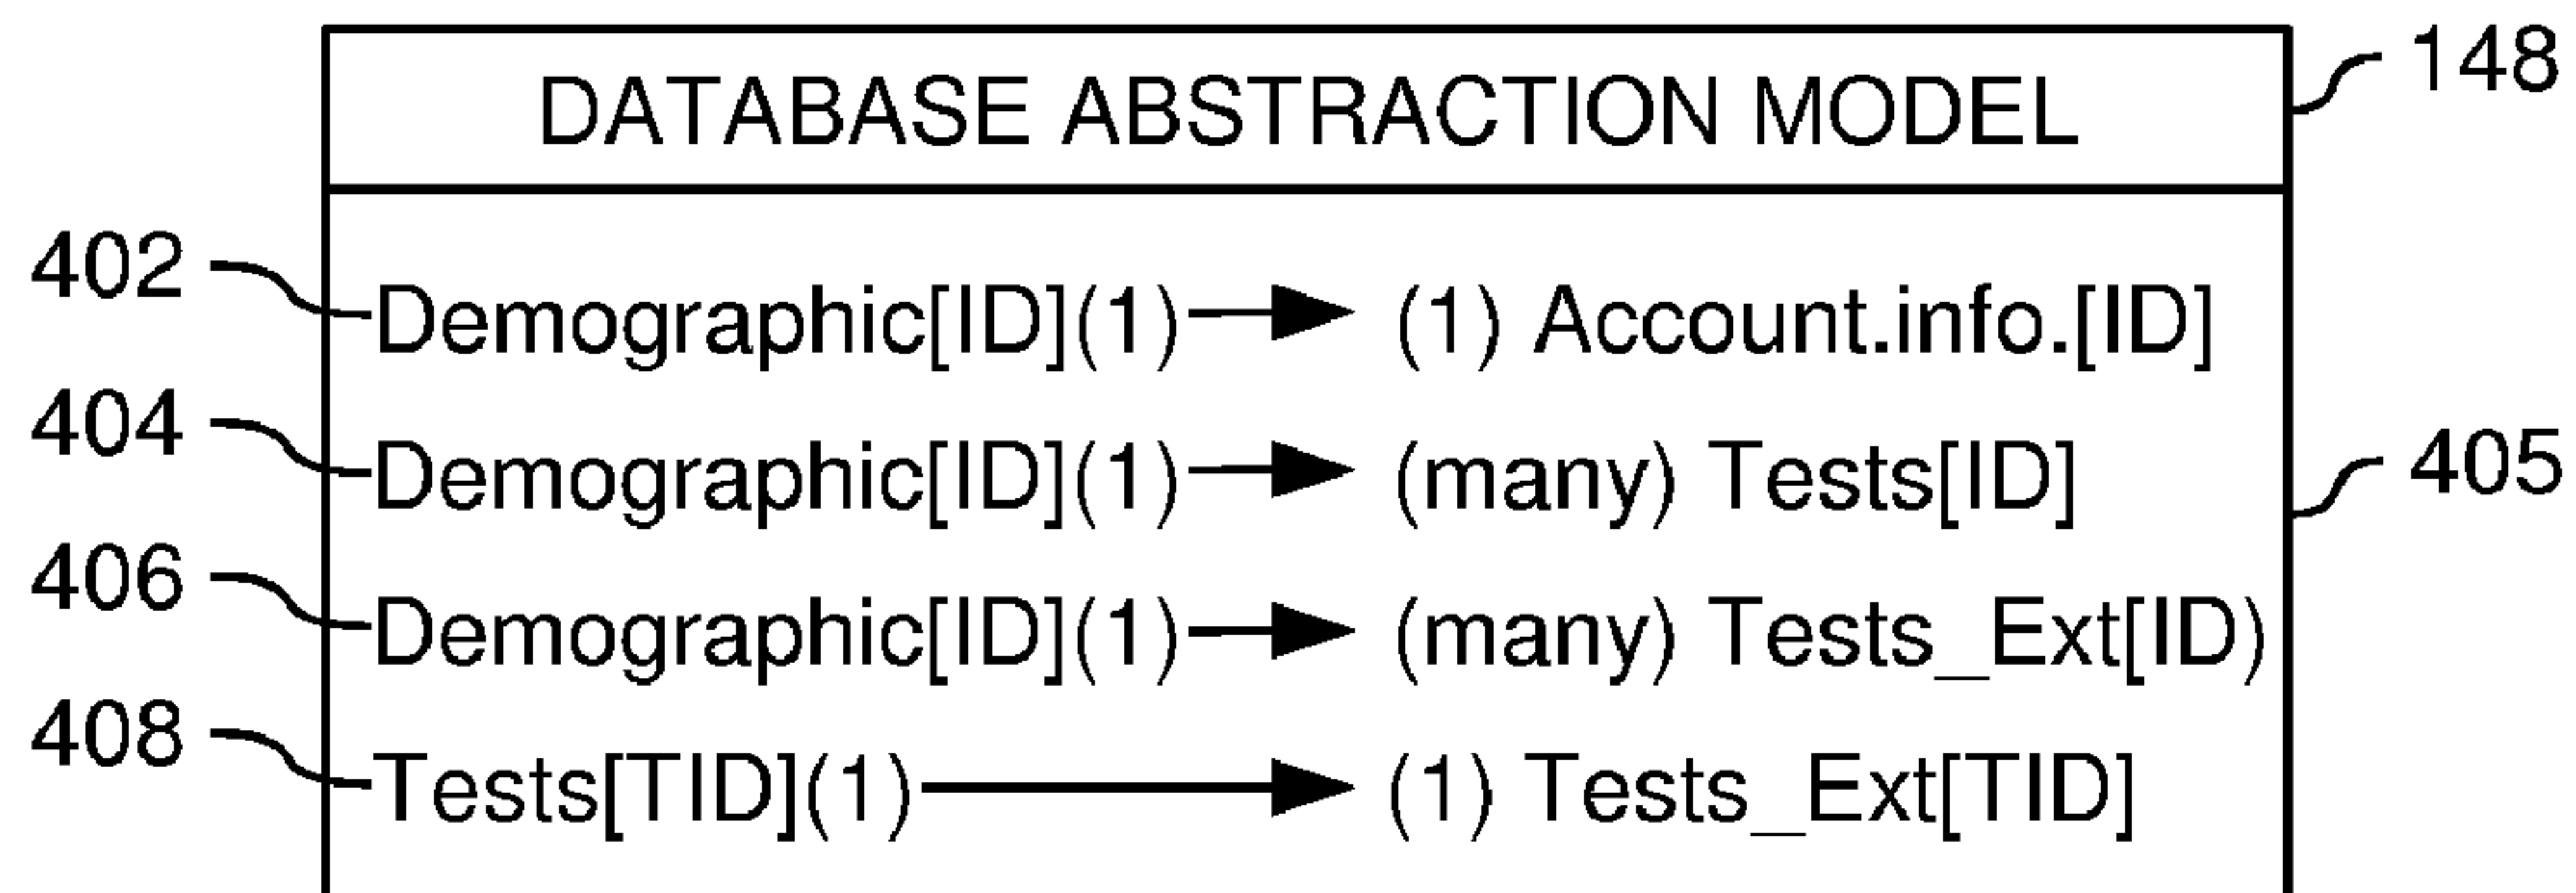 DATABASE ABSTRACTION MODEL 148
402 Demographic[ID](1) (1) Account.info.[ID]
404 Demographic[ID](1) (many) Tests[ID] 405
406 Demographic[ID](1) (many) Tests_Ext[ID)
408 Tests[TID](1) (1) Tests_Ext[TID]